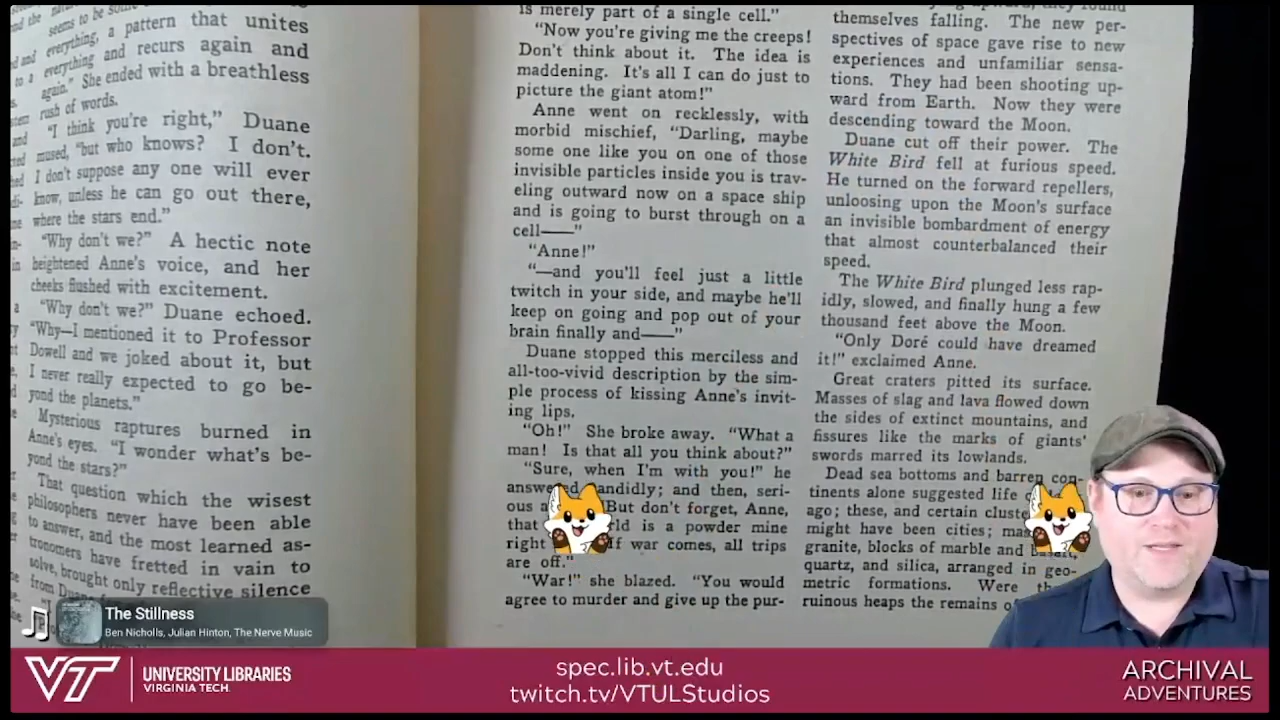 seems to be some
everything, a pattern that unites
everything and recurs again and
again." She ended with a breathless
rush of words.
"I think you're right," Duane
mused, "but who knows? I don't.
I don't suppose any one will ever
know, unless he can go out there,
where the stars end."
"Why don't we?" A hectic note
heightened Anne's voice, and her
cheeks flushed with excitement.
"Why don't we?" Duane echoed.
"Why—I mentioned it to Professor
Dowell and we joked about it, but
I never really expected to go be-
yond the planets."
Mysterious raptures burned in
Anne's eyes. "I wonder what's be-
yond the stars?"
That question which the wisest
philosophers never have been able
to answer, and the most learned as-
tronomers have fretted in vain to
solve, brought only reflective silence
from
is merely part of a single cell."
"Now you're giving me the creeps!
Don't think about it. The idea is
maddening. It's all I can do just to
picture the giant atom!"
Anne went on recklessly, with
morbid mischief, "Darling, maybe
some one like you on one of those
invisible particles inside you is trav-
eling outward now on a space ship
and is going to burst through on a
cell——"
"Anne!"
"—and you'll feel just a little
twitch in your side, and maybe he'll
keep on going and pop out of your
brain finally and——"
Duane stopped this merciless and
all-too-vivid description by the sim-
ple process of kissing Anne's invit-
ing lips.
"Oh!" She broke away. "What a
man! Is that all you think about?"
"Sure, when I'm with you!" he
answered candidly; and then, seri-
ous "But don't forget, Anne,
that is a powder mine
right war comes, all trips
are off."
"War!" she blazed. "You would
agree to murder and give up the pur-
upward, they found
themselves falling. The new per-
spectives of space gave rise to new
experiences and unfamiliar sensa-
tions. They had been shooting up-
ward from Earth. Now they were
descending toward the Moon.
Duane cut off their power. The
White Bird fell at furious speed.
He turned on the forward repellers,
unloosing upon the Moon's surface
an invisible bombardment of energy
that almost counterbalanced their
speed.
The White Bird plunged less rap-
idly, slowed, and finally hung a few
thousand feet above the Moon.
"Only Doré could have dreamed
it!" exclaimed Anne.
Great craters pitted its surface.
Masses of slag and lava flowed down
the sides of extinct mountains, and
fissures like the marks of giants'
swords marred its lowlands.
Dead sea bottoms and barren con-
tinents alone suggested life
ago; these, and certain
might have been cities;
granite, blocks of marble and basalt,
quartz, and silica, arranged in geo-
metric formations. Were
ruinous heaps the remains
The Stillness
Ben Nicholls, Julian Hinton, The Nerve Music
VT UNIVERSITY LIBRARIES
VIRGINIA TECH.
spec.lib.vt.edu
twitch.tv/VTULStudios
ARCHIVAL
ADVENTURES